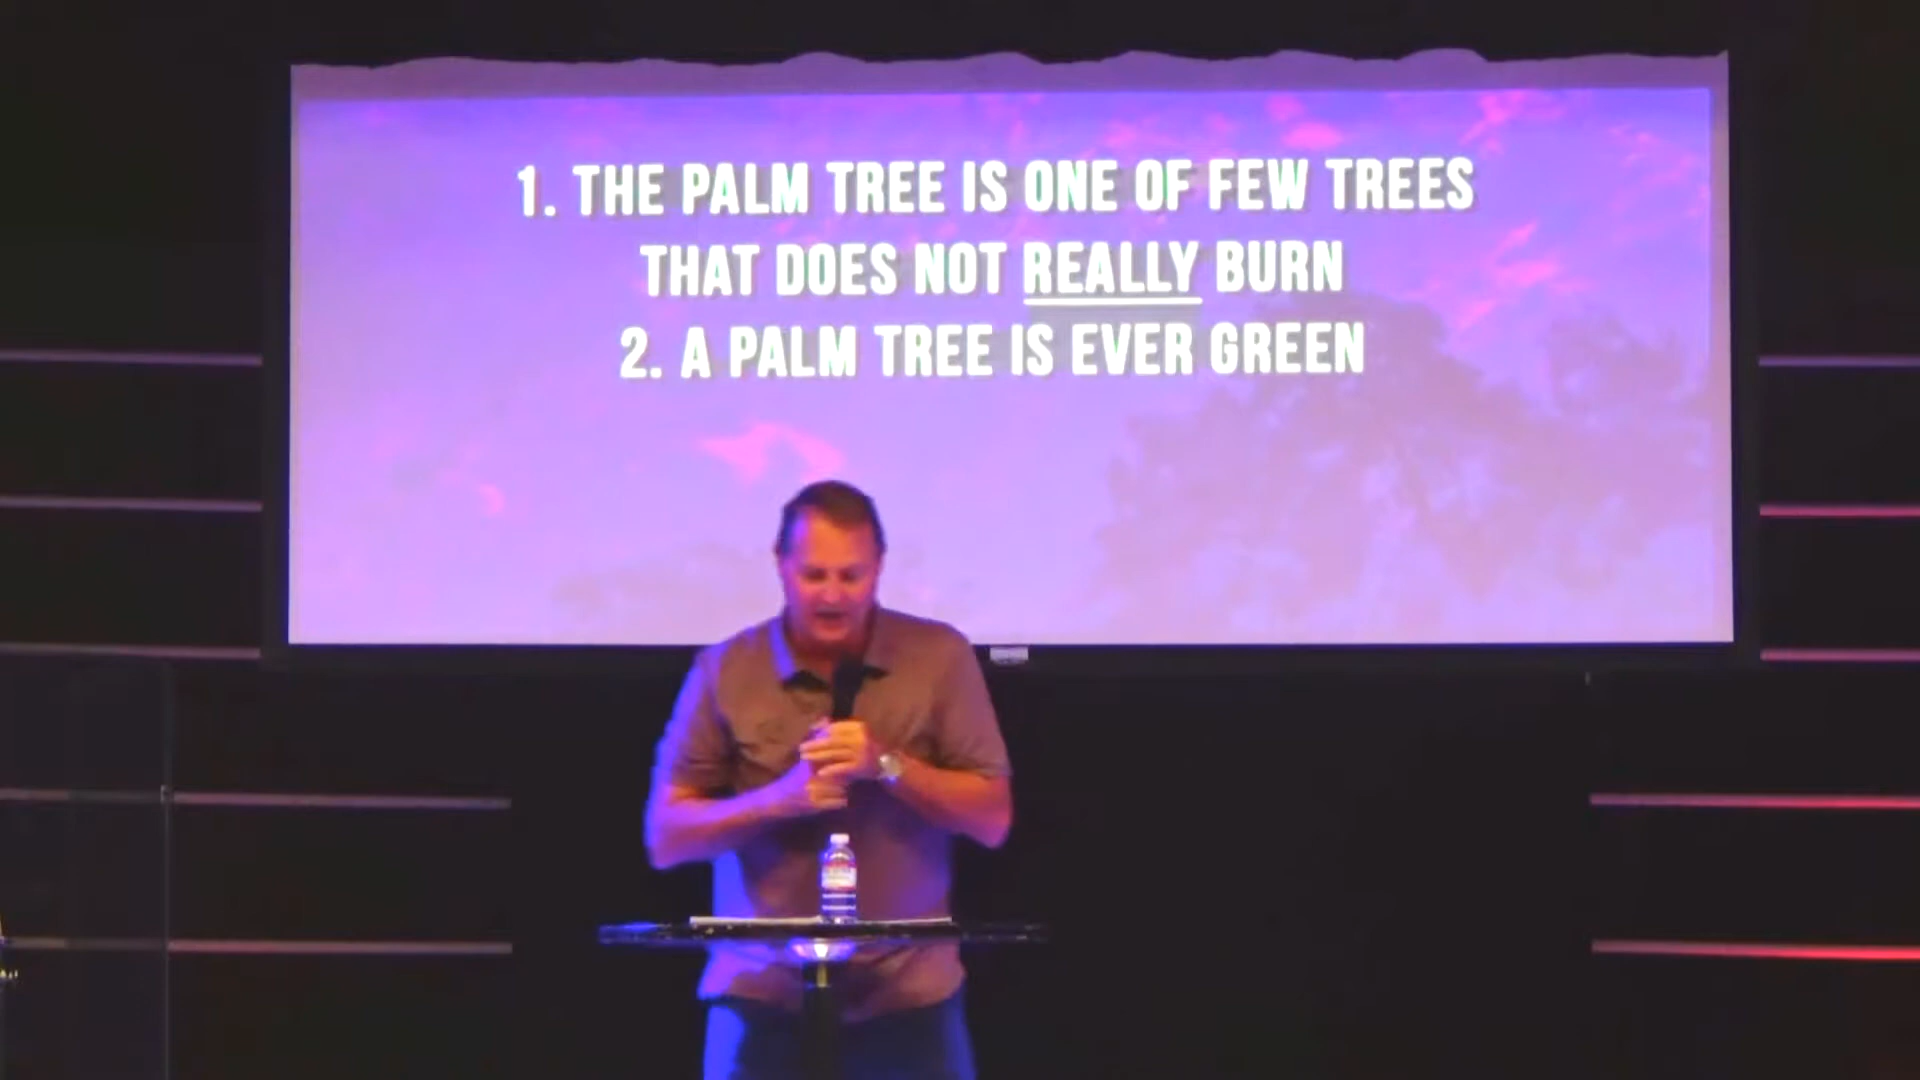 1. THE PALM TREE IS ONE OF FEW TREES
THAT DOES NOT REALLY BURN
2. A PALM TREE IS EVER GREEN